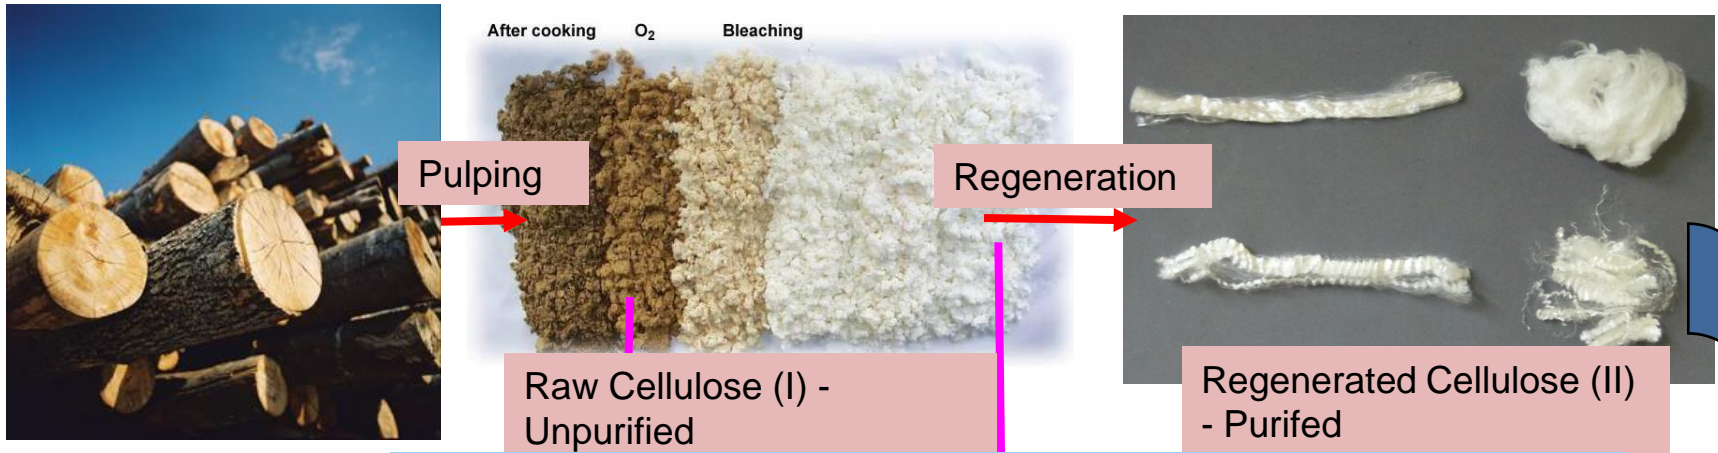 After cooking
O₂
Bleaching
Pulping
Regeneration
Raw Cellulose (I) -
Unpurified
Regenerated Cellulose (II)
- Purifed